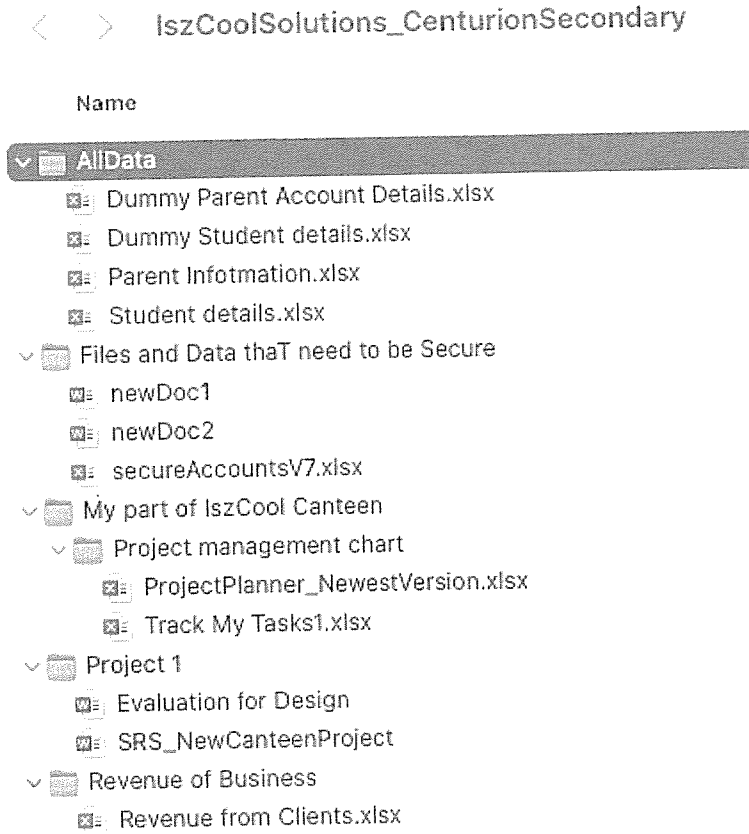 IszCoolSolutions_CenturionSecondary
Name
AllData
Dummy Parent Account Details.xlsx
Dummy Student details.xlsx
Parent Infotmation.xlsx
Student details.xlsx
Files and Data thaT need to be Secure
newDoc1
newDoc2
secureAccountsV7.xlsx
My part of IszCool Canteen
Project management chart
ProjectPlanner_NewestVersion.xlsx
Track My Tasks1.xlsx
Project 1
Evaluation for Design
SRS_NewCanteenProject
Revenue of Business
Revenue from Clients.xlsx